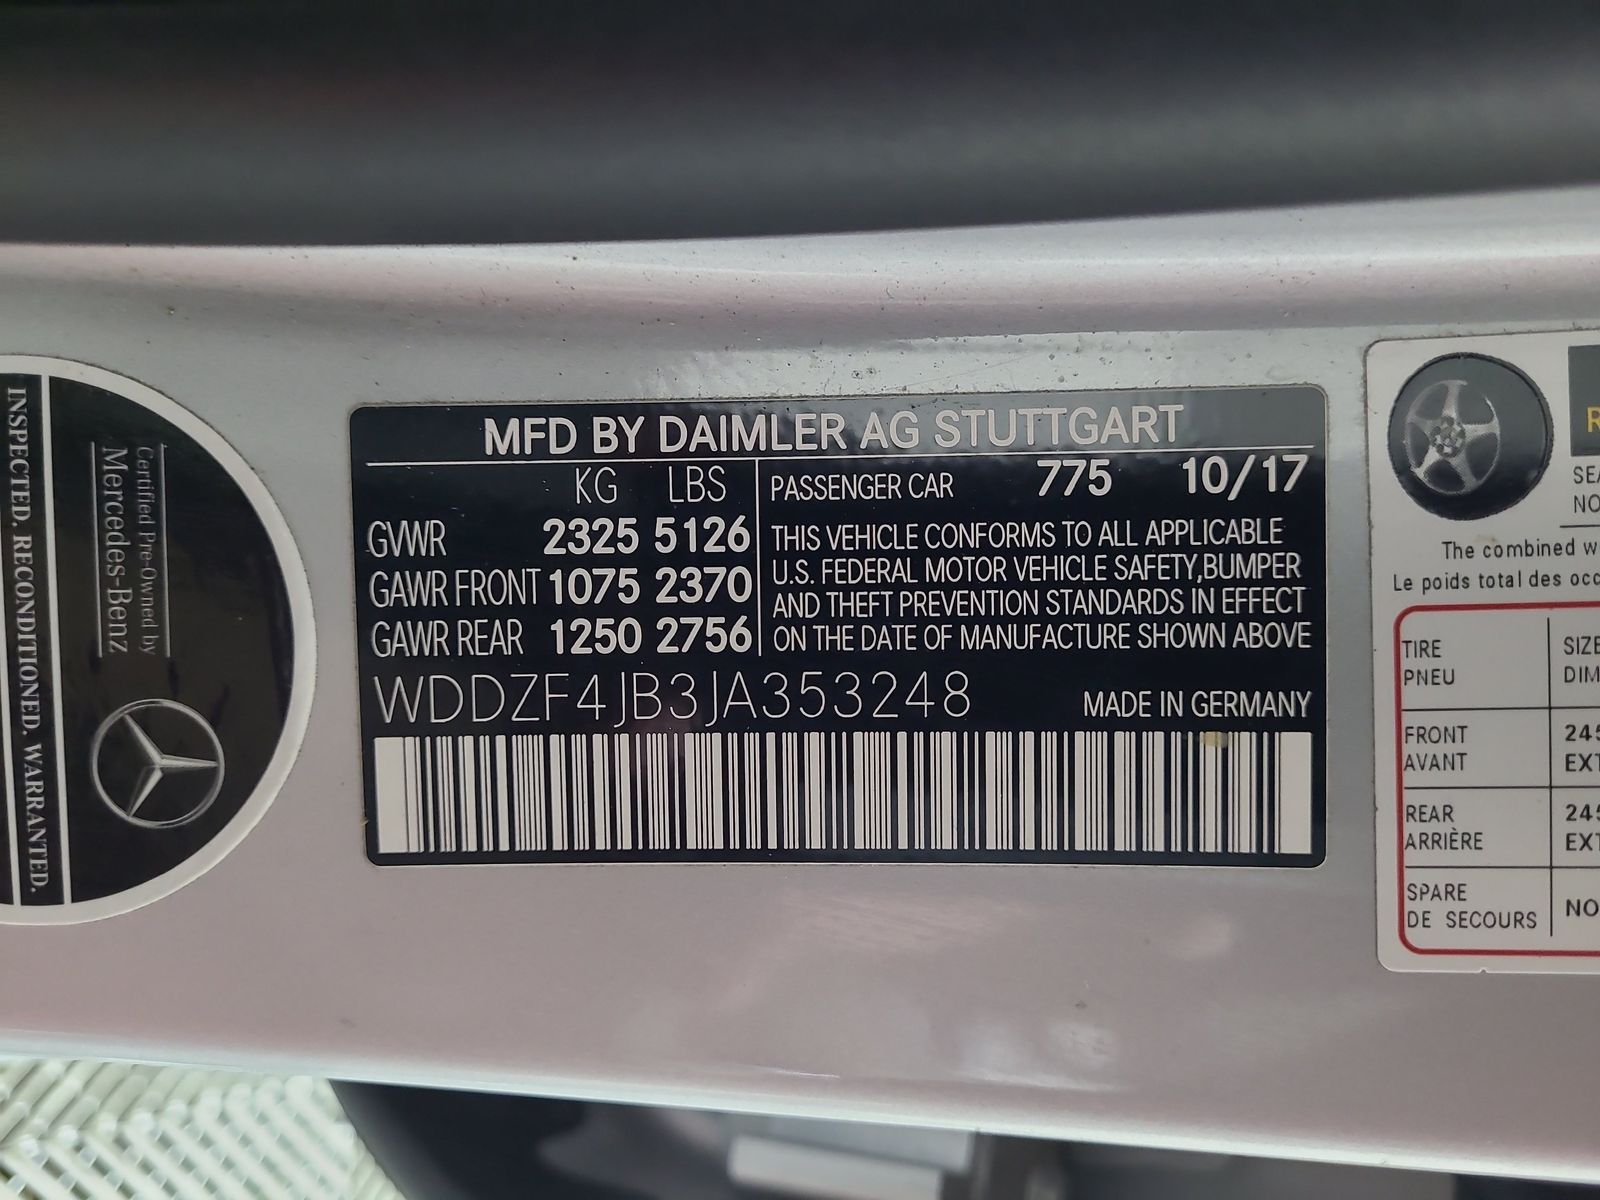 INSPECTED. RECONDITIONED. WARRANTED.
Certified Pre-Owned by
Mercedes-Benz
MFD BY DAIMLER AG STUTTGART
KG LBS
GVWR 2325 5126
GAWR FRONT 1075 2370
GAWR REAR 1250 2756
PASSENGER CAR 775 10/17
THIS VEHICLE CONFORMS TO ALL APPLICABLE
U.S. FEDERAL MOTOR VEHICLE SAFETY,BUMPER
AND THEFT PREVENTION STANDARDS IN EFFECT
ON THE DATE OF MANUFACTURE SHOWN ABOVE
WDDZF4JB3JA353248
MADE IN GERMANY
The combined
Le poids total des
TIRE
PNEU
FRONT
AVANT
REAR
ARRIÈRE
SPARE
DE SECOURS